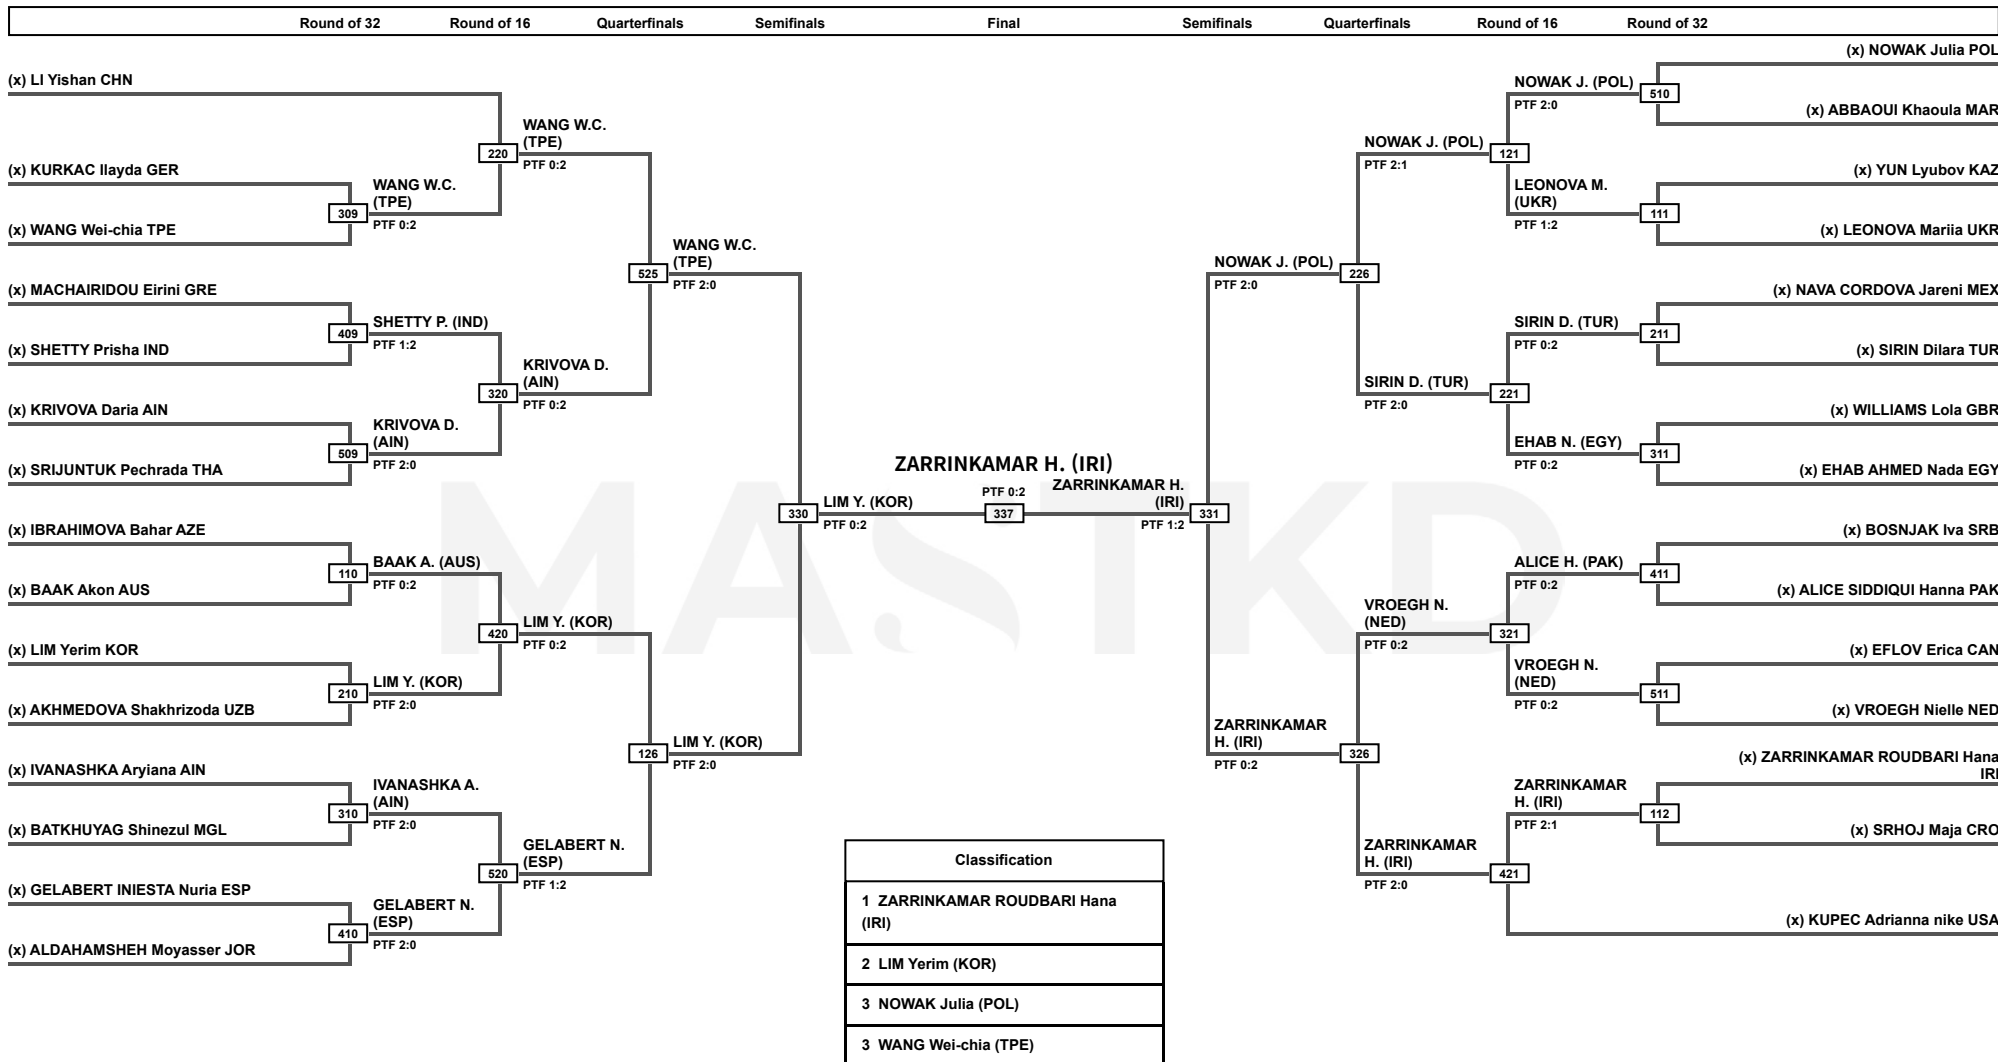 Round of 32 Round of 16 Quarterfinals Semifinals Final Semifinals Quarterfinals Round of 16 Round of 32
(x) LI Yishan CHN
(x) KURKAC Ilayda GER
(x) WANG Wei-chia TPE
(x) MACHAIRIDOU Eirini GRE
(x) SHETTY Prisha IND
(x) KRIVOVA Daria AIN
(x) SRIJUNTUK Pechrada THA
(x) IBRAHIMOVA Bahar AZE
(x) BAAK Akon AUS
(x) LIM Yerim KOR
(x) AKHMEDOVA Shakhrizoda UZB
(x) IVANASHKA Aryiana AIN
(x) BATKHUYAG Shinezul MGL
(x) GELABERT INIESTA Nuria ESP
(x) ALDAHAMSHEH Moyasser JOR
309
WANG W.C.
(TPE)
PTF 0:2
409
SHETTY P. (IND)
PTF 1:2
509
KRIVOVA D.
(AIN)
PTF 2:0
110
BAAK A. (AUS)
PTF 0:2
210
LIM Y. (KOR)
PTF 2:0
310
IVANASHKA A.
(AIN)
PTF 2:0
410
GELABERT N.
(ESP)
PTF 2:0
220
WANG W.C.
(TPE)
PTF 0:2
320
KRIVOVA D.
(AIN)
PTF 0:2
420
LIM Y. (KOR)
PTF 0:2
520
GELABERT N.
(ESP)
PTF 1:2
525
WANG W.C.
(TPE)
PTF 2:0
126
LIM Y. (KOR)
PTF 2:0
330
LIM Y. (KOR)
PTF 0:2
ZARRINKAMAR H. (IRI)
PTF 0:2
337
ZARRINKAMAR H.
(IRI)
PTF 1:2
331
NOWAK J. (POL)
PTF 2:0
226
ZARRINKAMAR
H. (IRI)
PTF 0:2
326
NOWAK J. (POL)
PTF 2:1
121
SIRIN D. (TUR)
PTF 2:0
221
VROEGH N.
(NED)
PTF 0:2
321
ZARRINKAMAR
H. (IRI)
PTF 2:0
421
NOWAK J. (POL)
PTF 2:0
510
LEONOVA M.
(UKR)
PTF 1:2
111
SIRIN D. (TUR)
PTF 0:2
211
EHAB N. (EGY)
PTF 0:2
311
ALICE H. (PAK)
PTF 0:2
411
VROEGH N.
(NED)
PTF 0:2
511
ZARRINKAMAR
H. (IRI)
PTF 2:1
112
(x) NOWAK Julia POL
(x) ABBAOUI Khaoula MAR
(x) YUN Lyubov KAZ
(x) LEONOVA Mariia UKR
(x) NAVA CORDOVA Jareni MEX
(x) SIRIN Dilara TUR
(x) WILLIAMS Lola GBR
(x) EHAB AHMED Nada EGY
(x) BOSNJAK Iva SRB
(x) ALICE SIDDIQUI Hanna PAK
(x) EFLOV Erica CAN
(x) VROEGH Nielle NED
(x) ZARRINKAMAR ROUDBARI Hana
IRI
(x) SRHOJ Maja CRO
(x) KUPEC Adrianna nike USA
MASTKD
Classification
1 ZARRINKAMAR ROUDBARI Hana
(IRI)
2 LIM Yerim (KOR)
3 NOWAK Julia (POL)
3 WANG Wei-chia (TPE)